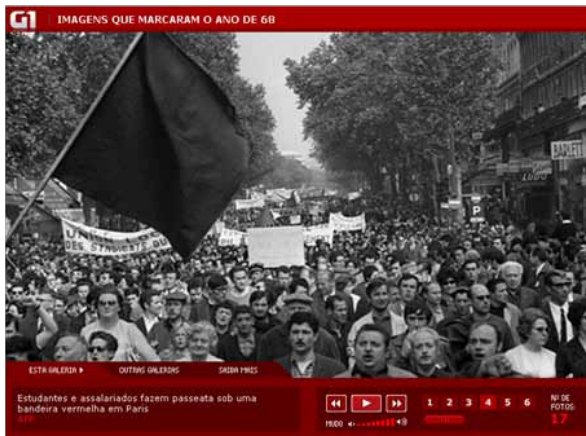 G1
IMAGENS QUE MARCARAM O ANO DE 68
BARLETT
P
ESTA GALERIA
OUTRAS GALERIAS
SAIBA MAIS
Estudantes e assalariados fazem passeata sob uma
bandeira vermelha em Paris
AFP
MUDO
1 2 3 4 5 6
Nº DE
FOTOS
17